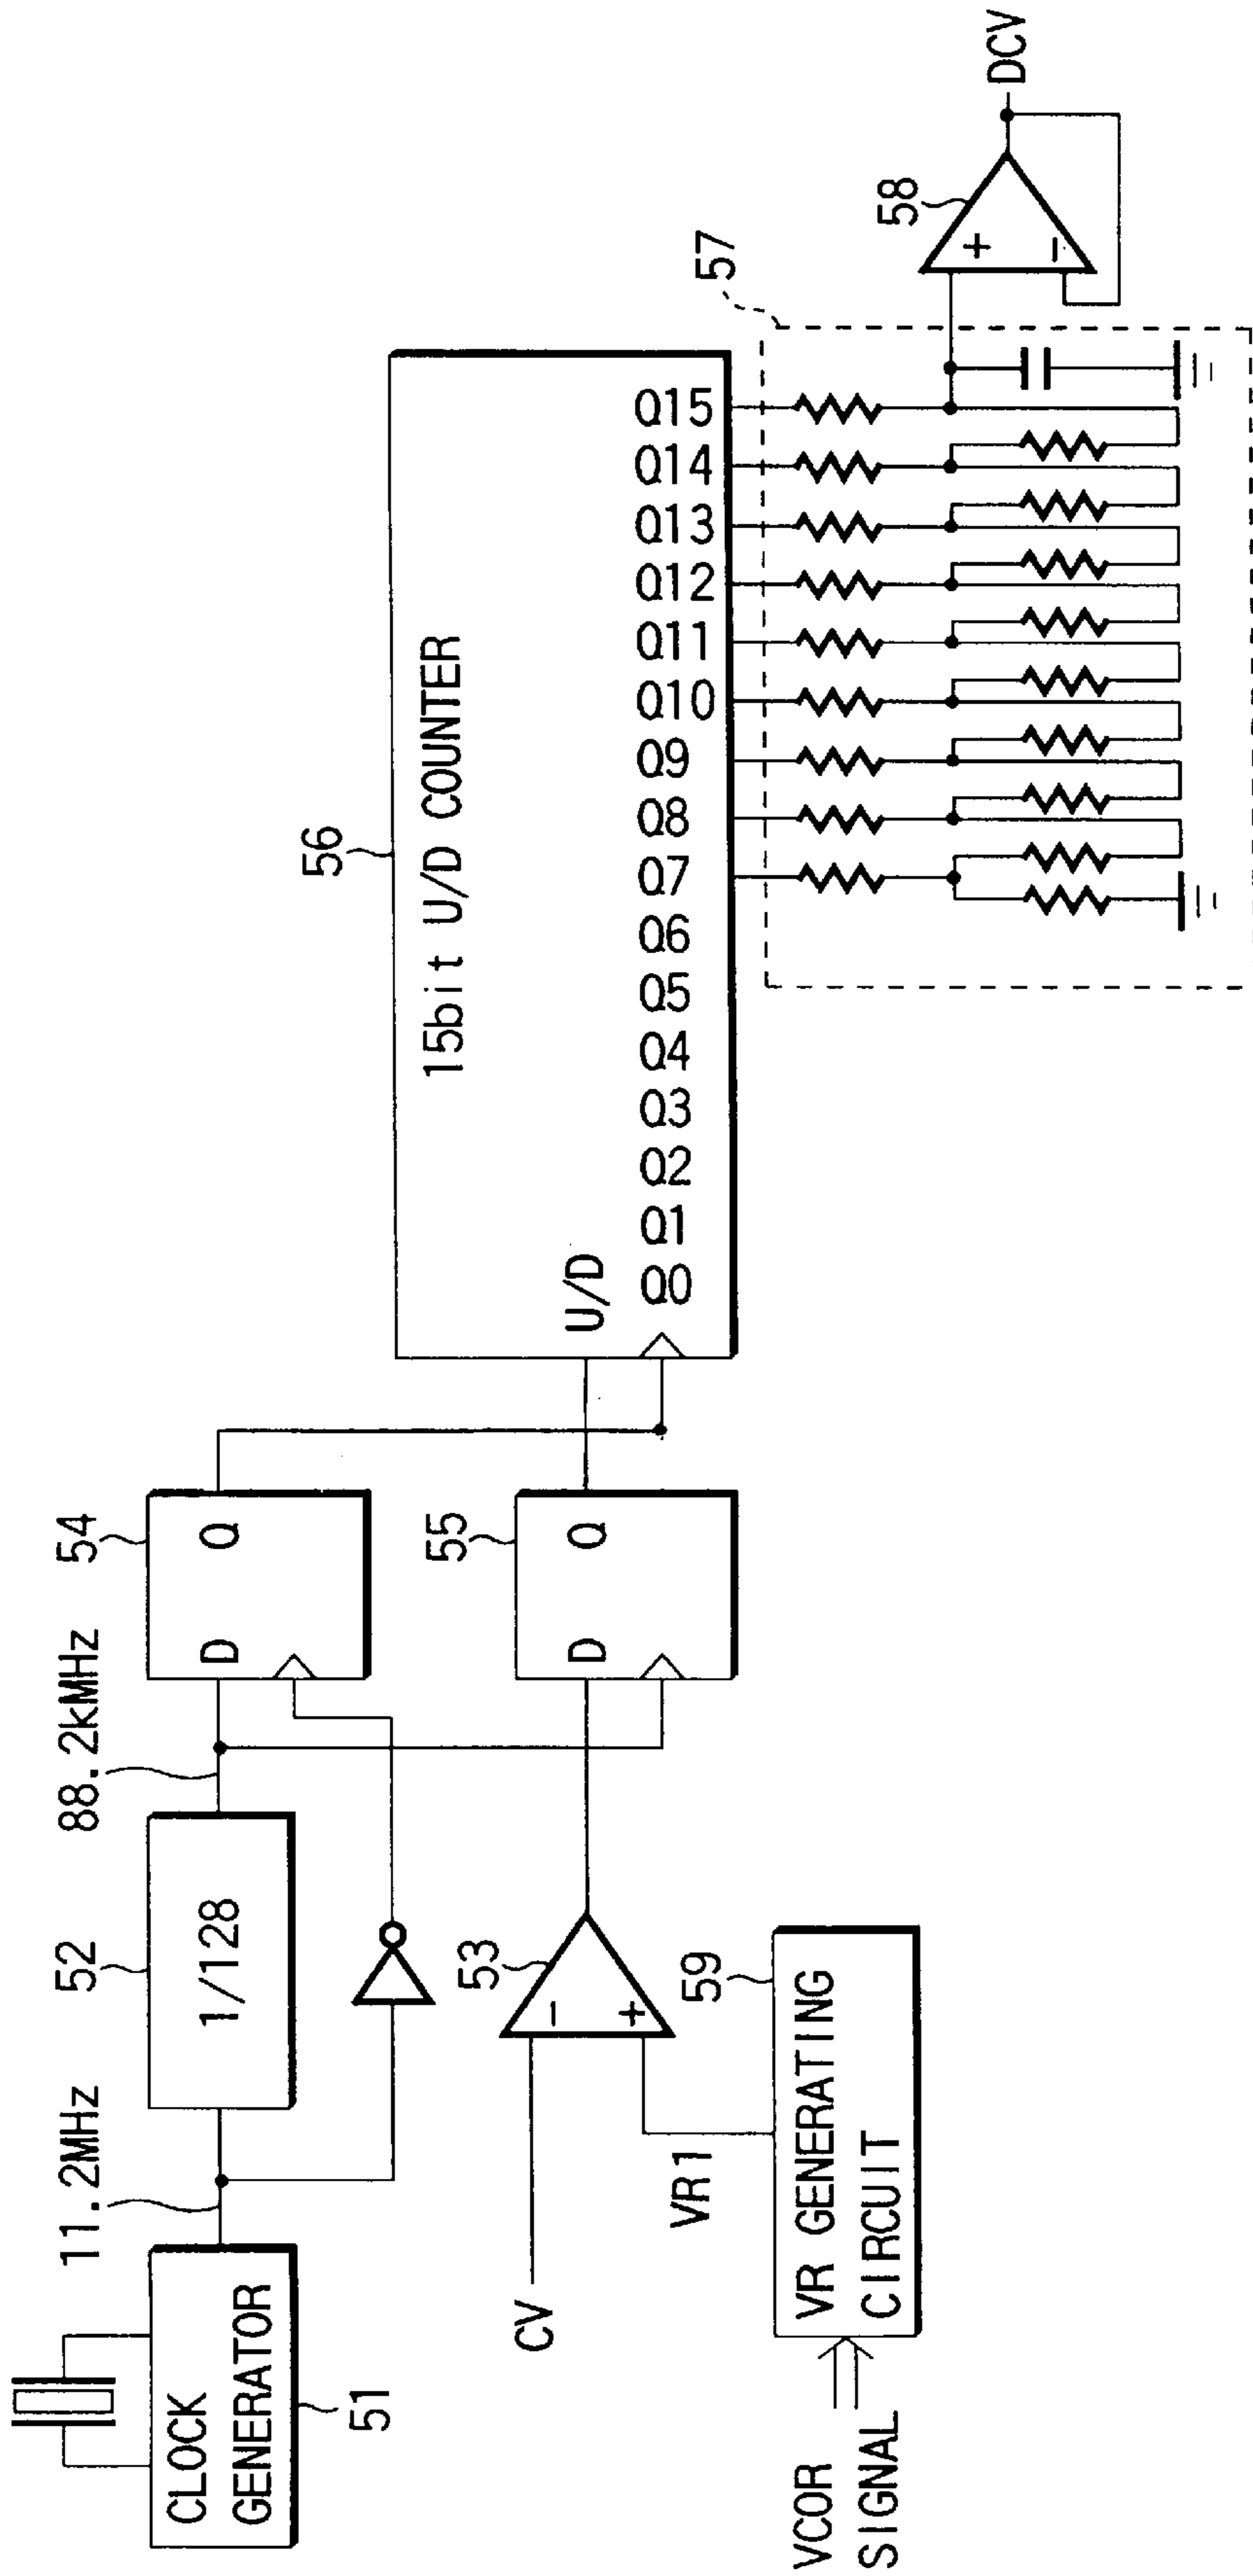 CLOCK
GENERATOR
51
11.2MHz
52
1/128
88.2kMHz
54
D
Q
CV
53
−
+
VR1
VCOR
SIGNAL
59
VR GENERATING
CIRCUIT
55
D
Q
56
15bit U/D COUNTER
U/D
Q0 Q1 Q2 Q3 Q4 Q5 Q6 Q7 Q8 Q9 Q10 Q11 Q12 Q13 Q14 Q15
57
58
+
−
DCV